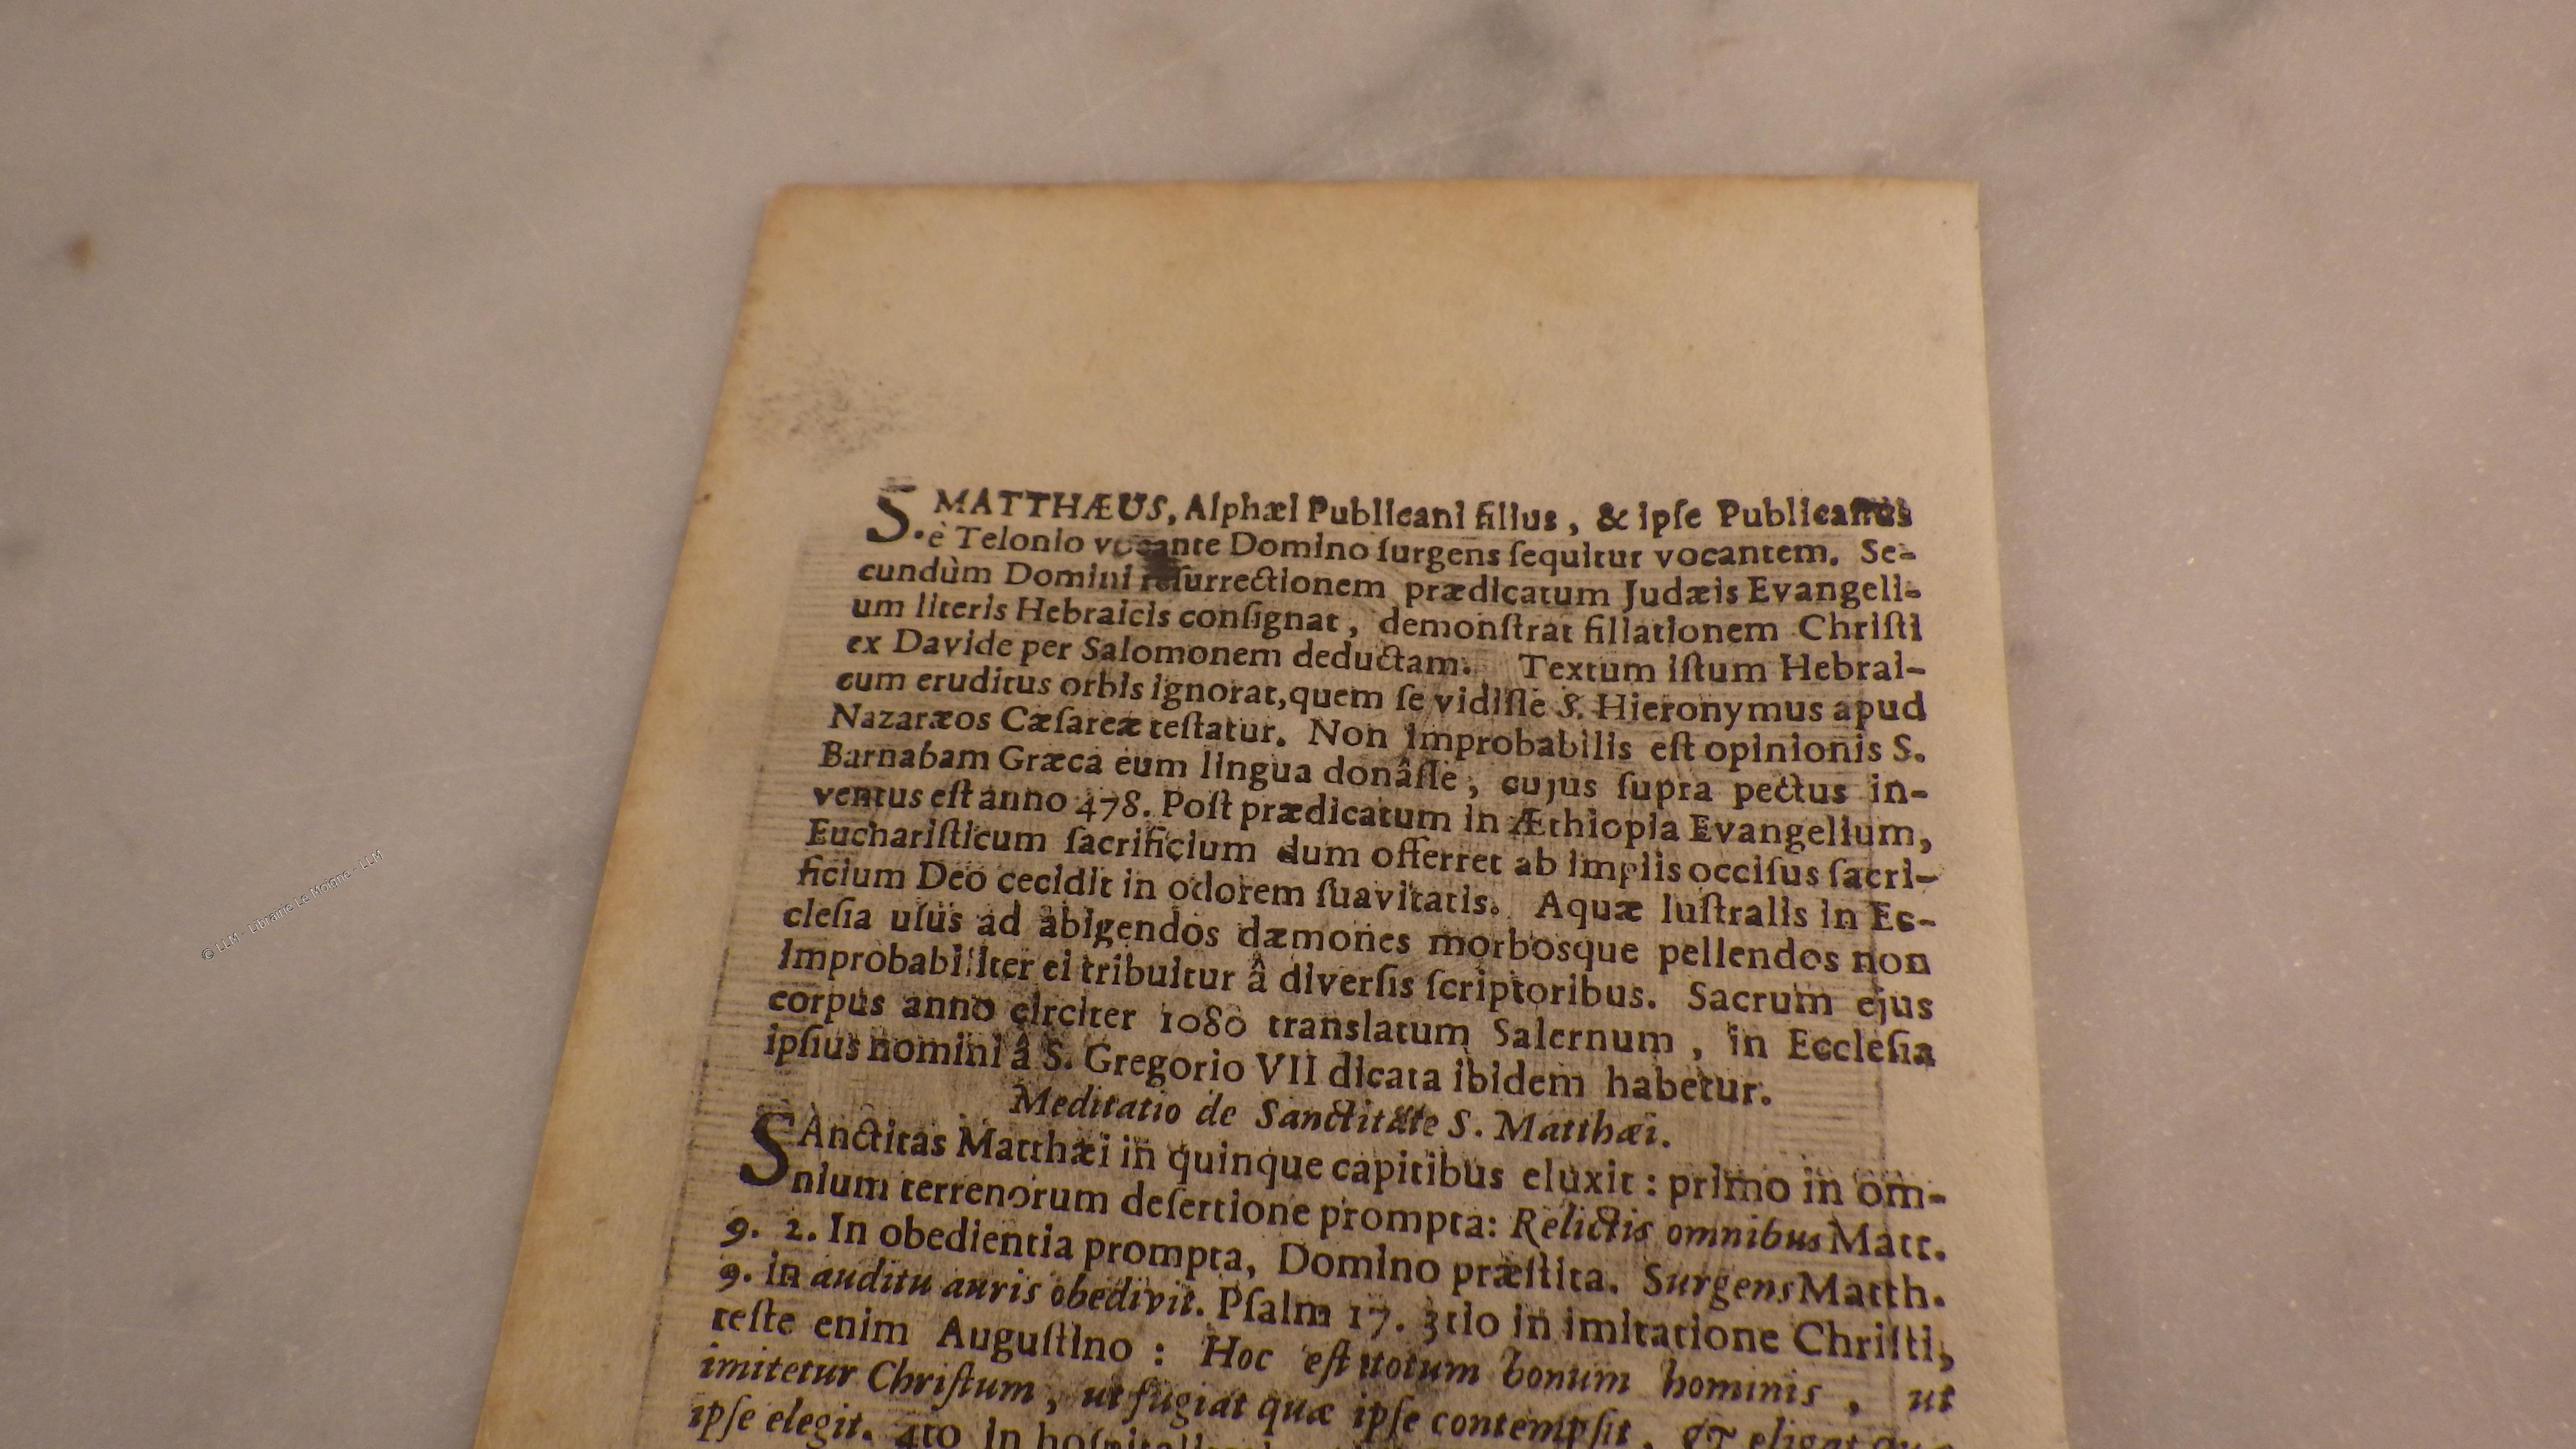 S. MATTHÆUS, Alphæi Publicani filius, & ipſe Publicanus
è Telonio vocante Domino ſurgens ſequitur vocantem. Se-
cundùm Domini reſurrectionem prædicatum Judæis Evangeli-
um literis Hebraicis conſignat, demonſtrat filiationem Chriſti
ex Davide per Salomonem deductam. Textum iſtum Hebrai-
cum eruditus orbis ignorat, quem ſe vidiſſe S. Hieronymus apud
Nazaræos Cæſareæ teſtatur. Non improbabilis eſt opinionis S.
Barnabam Græca eum lingua donâſſe, cujus ſupra pectus in-
ventus eſt anno 478. Poſt prædicatum in Æthiopia Evangelium,
Euchariſticum ſacrificium dum offerret ab impiis occiſus ſacri-
ficium Deo cecidit in odorem ſuavitatis. Aquæ luſtralis in Ec-
cleſia uſus ad abigendos dæmones morbosque pellendos non
improbabiliter ei tribuitur â diverſis ſcriptoribus. Sacrum ejus
corpus anno circiter 1080 translatum Salernum, in Eccleſia
ipſius nomini â S. Gregorio VII dicata ibidem habetur.
Meditatio de Sanctitate S. Matthæi.
SAnctitas Matthæi in quinque capitibus eluxit: primo in om-
nium terrenorum deſertione prompta: Relictis omnibus Matt.
9. 2. In obedientia prompta, Domino præſtita. Surgens Matth.
9. in auditu auris obedivit. Pſalm 17. 3tio in imitatione Chriſti,
teſte enim Auguſtino: Hoc eſt totum bonum hominis, ut
imitetur Chriſtum, ut fugiat quæ ipſe contempſit, & eligat quæ
ipſe elegit. 4to In
© LLM - Librairie Le Moigne - LLM